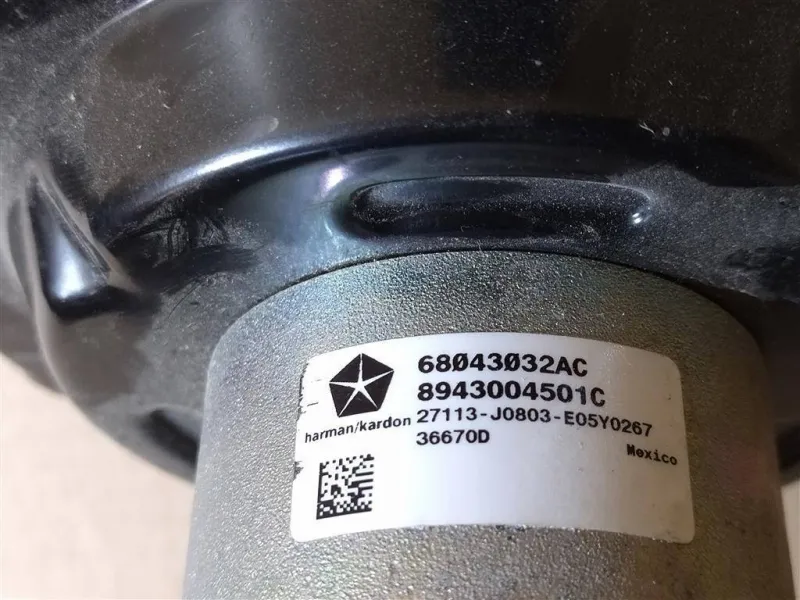 68043032AC
8943004501C
harman/kardon
27113-J0803-E05Y0267
36670D
Mexico